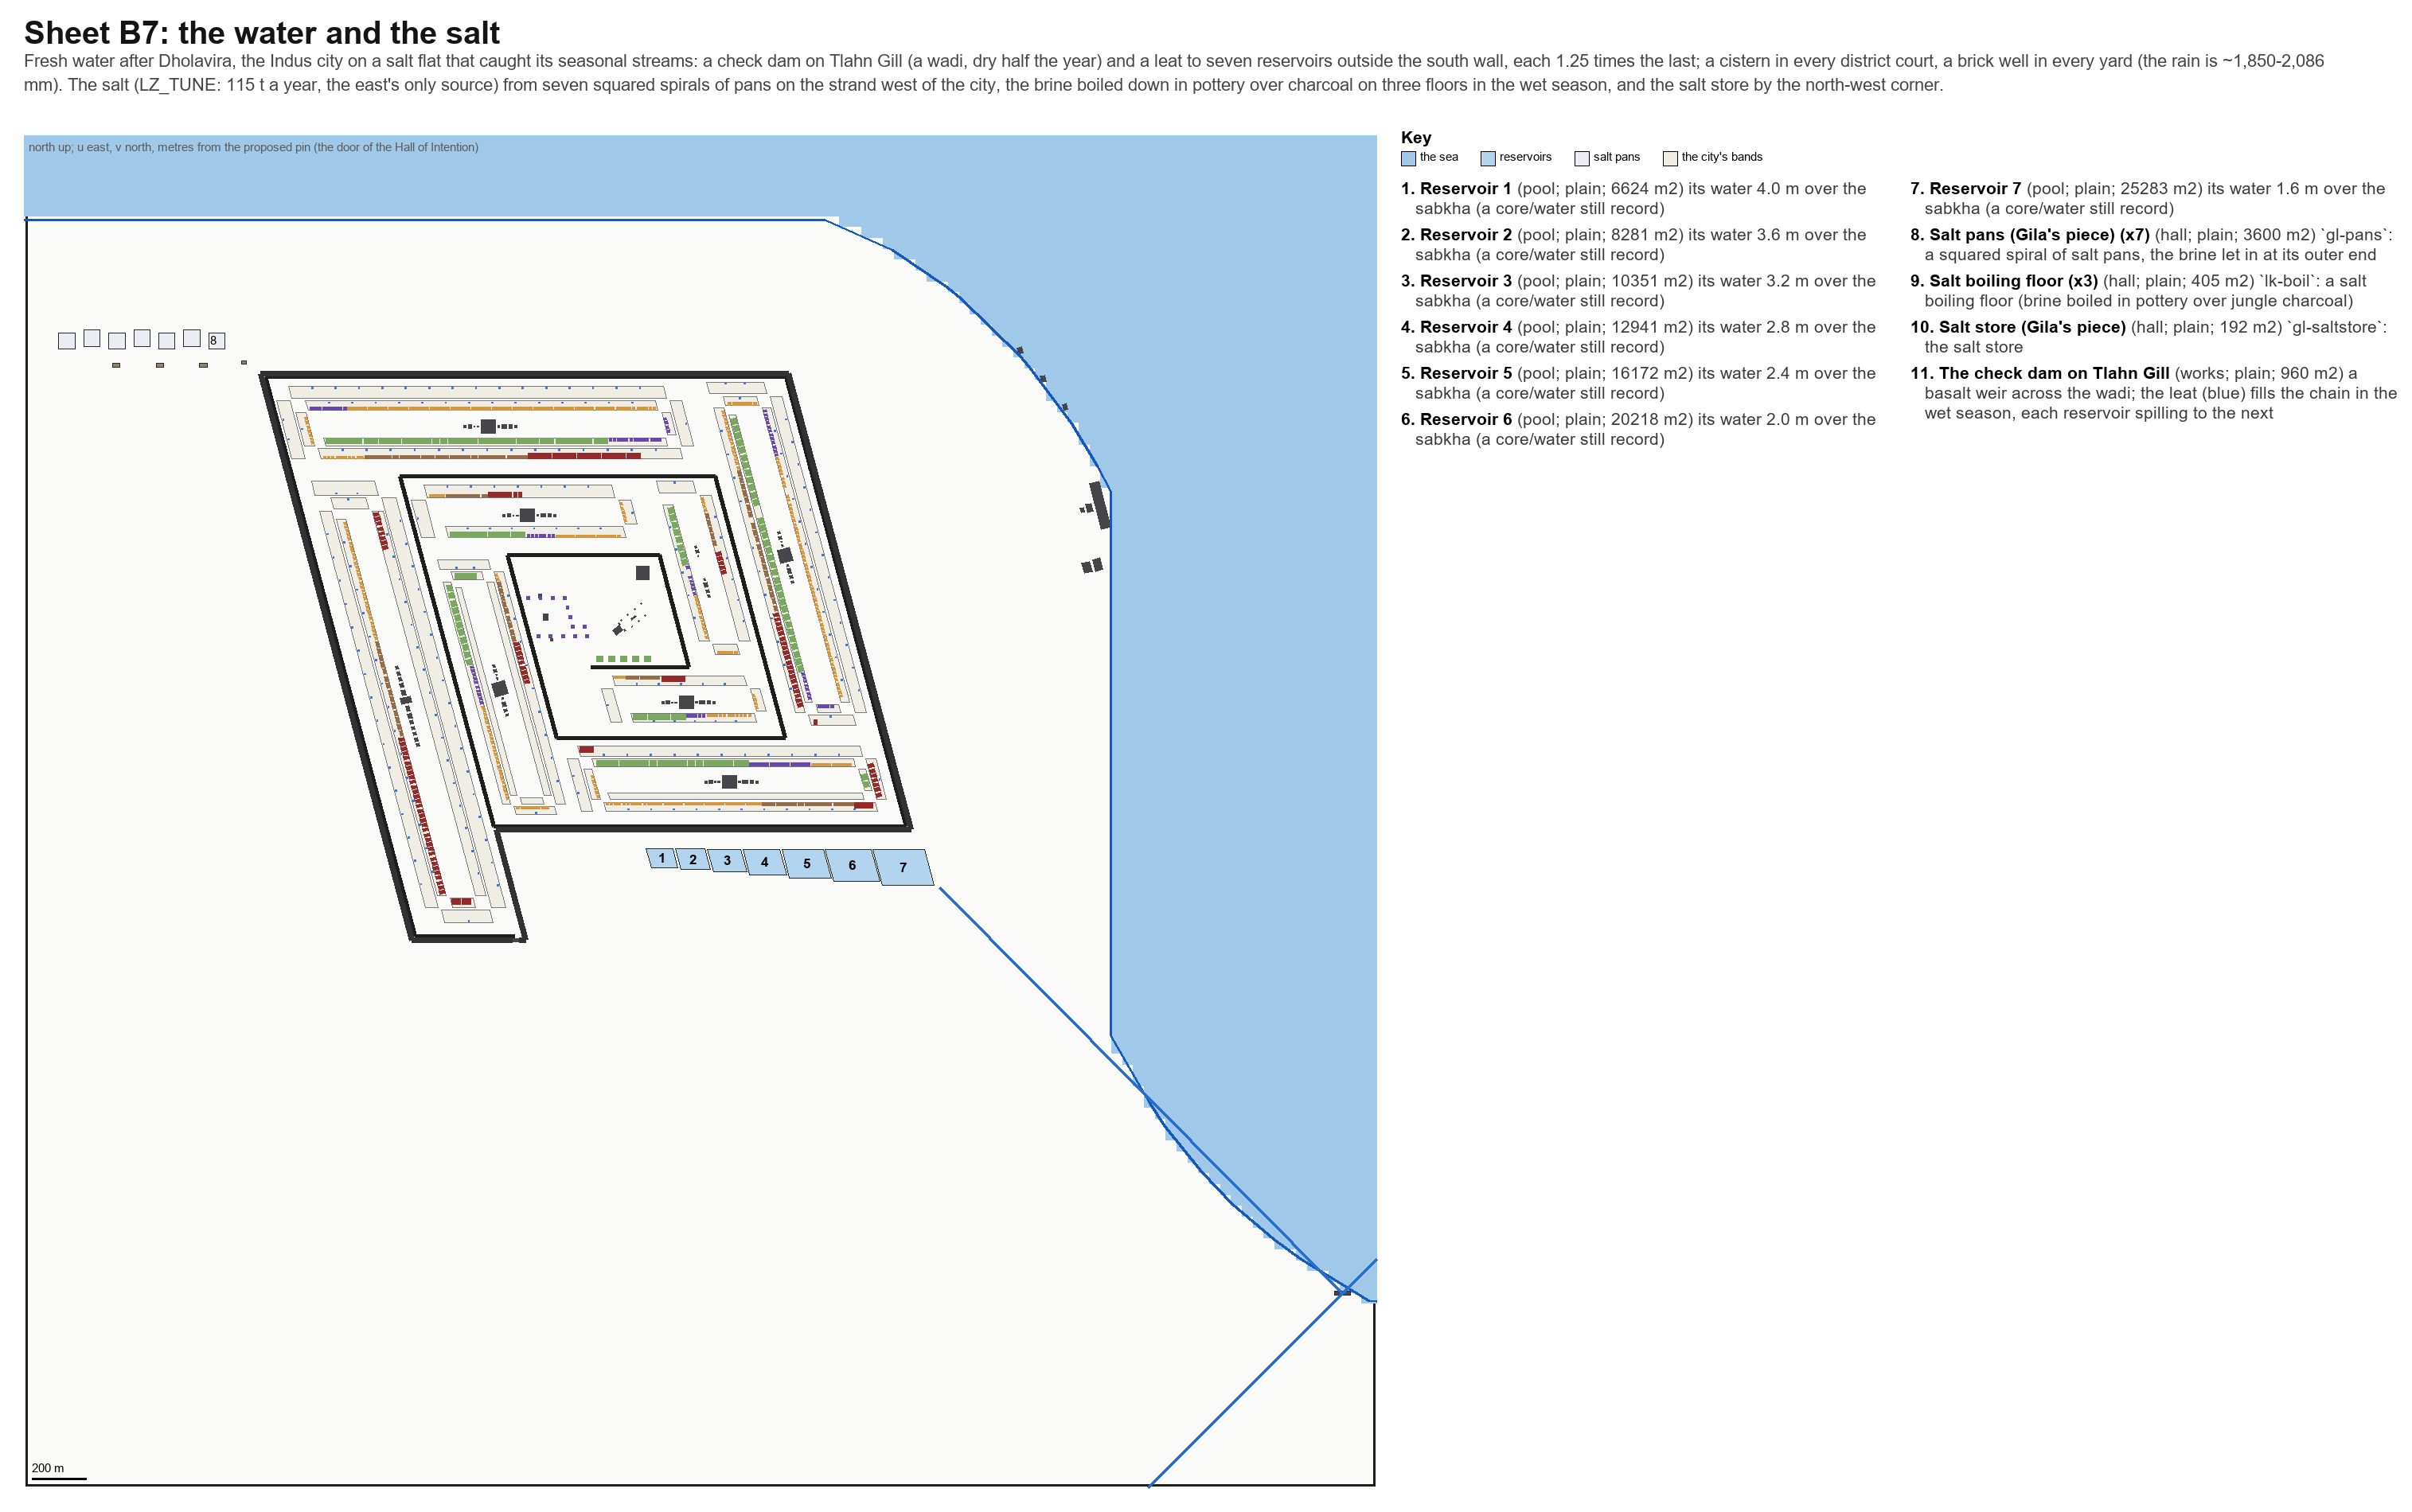 Sheet B7: the water and the salt
Fresh water after Dholavira, the Indus city on a salt flat that caught its seasonal streams: a check dam on Tlahn Gill (a wadi, dry half the year) and a leat to seven reservoirs outside the south wall, each 1.25 times the last; a cistern in every district court, a brick well in every yard (the rain is ~1,850-2,086
mm). The salt (LZ_TUNE: 115 t a year, the east's only source) from seven squared spirals of pans on the strand west of the city, the brine boiled down in pottery over charcoal on three floors in the wet season, and the salt store by the north-west corner.
north up; u east, v north, metres from the proposed pin (the door of the Hall of Intention)
8
1
2
3
4
5
6
7
200 m
Key
the sea
reservoirs
salt pans
the city's bands
1. Reservoir 1 (pool; plain; 6624 m2) its water 4.0 m over the
sabkha (a core/water still record)
2. Reservoir 2 (pool; plain; 8281 m2) its water 3.6 m over the
sabkha (a core/water still record)
3. Reservoir 3 (pool; plain; 10351 m2) its water 3.2 m over the
sabkha (a core/water still record)
4. Reservoir 4 (pool; plain; 12941 m2) its water 2.8 m over the
sabkha (a core/water still record)
5. Reservoir 5 (pool; plain; 16172 m2) its water 2.4 m over the
sabkha (a core/water still record)
6. Reservoir 6 (pool; plain; 20218 m2) its water 2.0 m over the
sabkha (a core/water still record)
7. Reservoir 7 (pool; plain; 25283 m2) its water 1.6 m over the
sabkha (a core/water still record)
8. Salt pans (Gila's piece) (x7) (hall; plain; 3600 m2) `gl-pans`:
a squared spiral of salt pans, the brine let in at its outer end
9. Salt boiling floor (x3) (hall; plain; 405 m2) `lk-boil`: a salt
boiling floor (brine boiled in pottery over jungle charcoal)
10. Salt store (Gila's piece) (hall; plain; 192 m2) `gl-saltstore`:
the salt store
11. The check dam on Tlahn Gill (works; plain; 960 m2) a
basalt weir across the wadi; the leat (blue) fills the chain in the
wet season, each reservoir spilling to the next